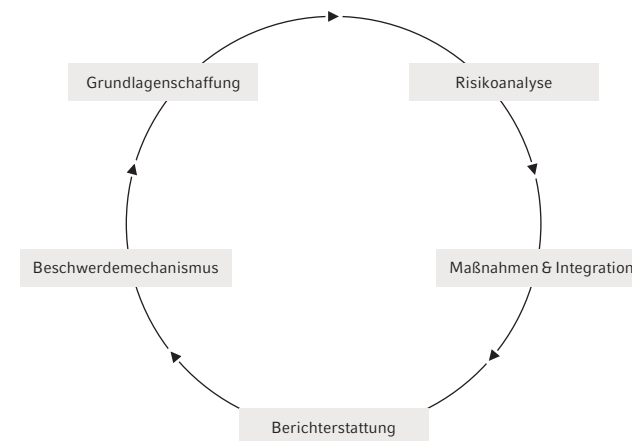 Grundlagenschaffung
Risikoanalyse
Beschwerdemechanismus
Maßnahmen & Integration
Berichterstattung